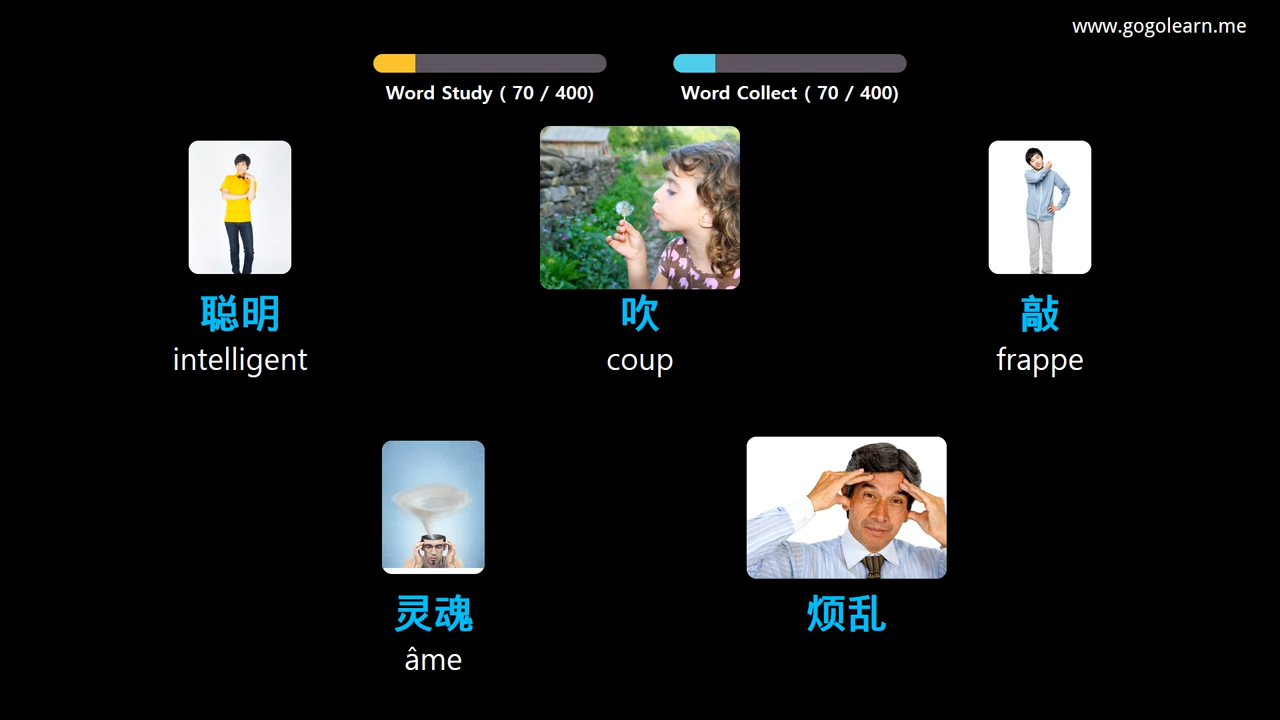 www.gogolearn.me
Word Study ( 70 / 400)
Word Collect ( 70 / 400)
聪明
intelligent
吹
coup
敲
frappe
灵魂
âme
烦乱